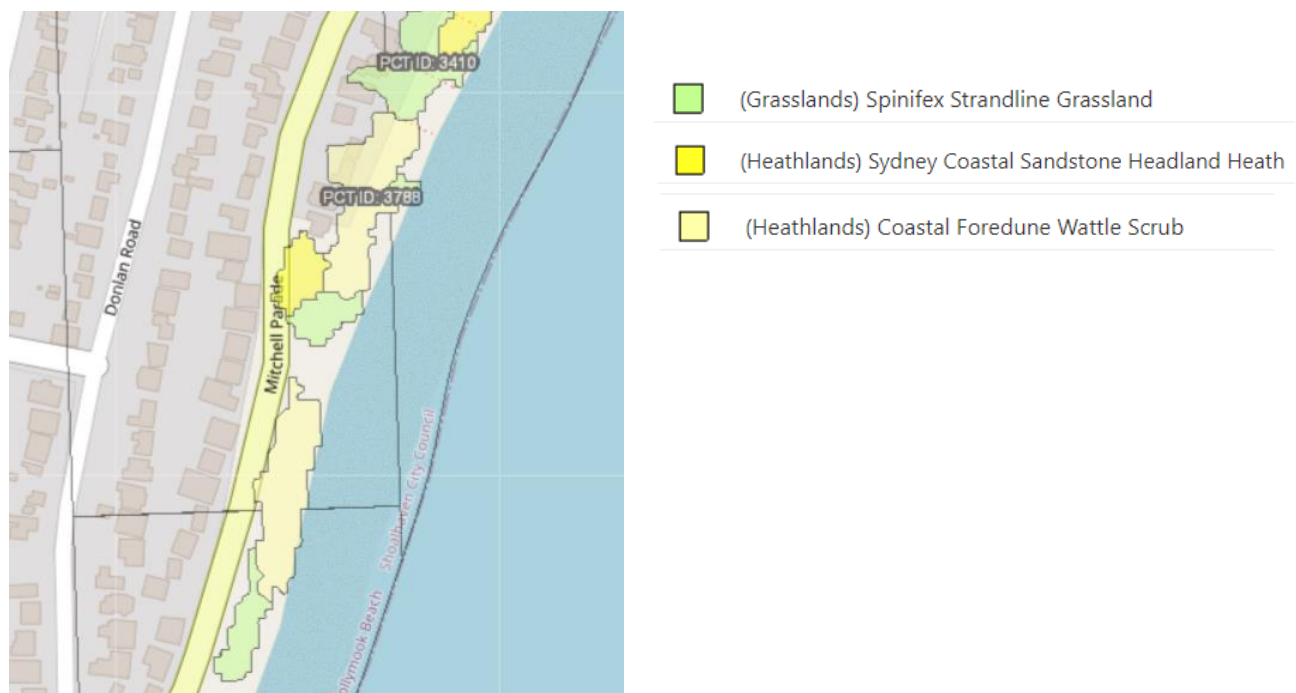 PCT ID: 3410
PCT ID: 3788
Donlan Road
Mitchell Parade
Shoalhaven City Council
ollymook Beach
(Grasslands) Spinifex Strandline Grassland
(Heathlands) Sydney Coastal Sandstone Headland Heath
(Heathlands) Coastal Foredune Wattle Scrub